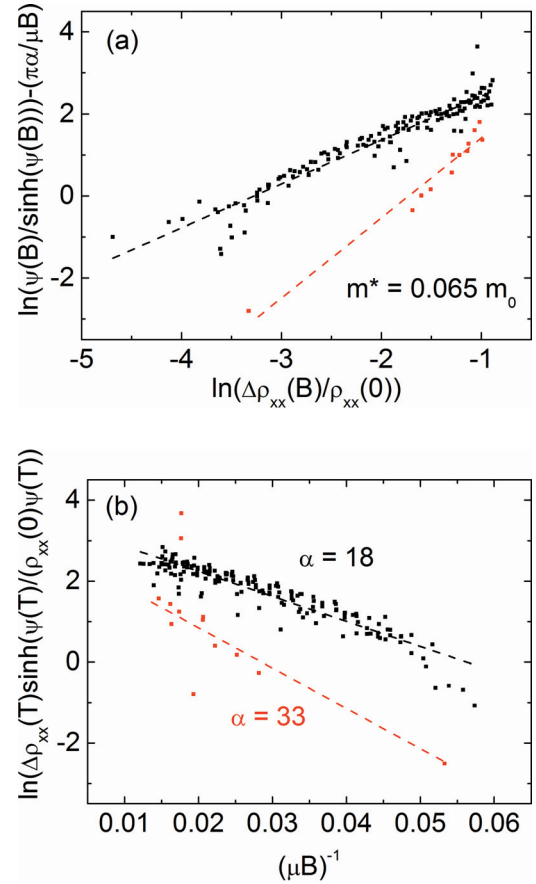 (a)
ln(ψ(B)/sinh(ψ(B)))-(πα/μB)
4
2
0
-2
m* = 0.065 m₀
-5 -4 -3 -2 -1
ln(Δρxx(B)/ρxx(0))
(b)
ln(Δρxx(T)sinh(ψ(T)/(ρxx(0)ψ(T))
4
2
0
-2
α = 18
α = 33
0.01 0.02 0.03 0.04 0.05 0.06
(μB)⁻¹